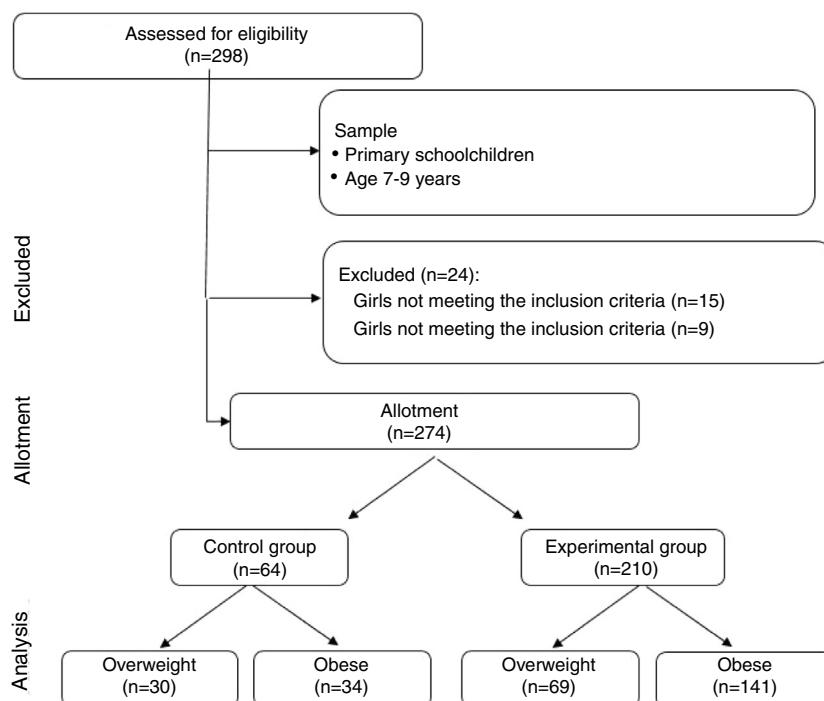 Assessed for eligibility
(n=298)
Sample
• Primary schoolchildren
• Age 7-9 years
Excluded
Excluded (n=24):
Girls not meeting the inclusion criteria (n=15)
Girls not meeting the inclusion criteria (n=9)
Allotment
Allotment
(n=274)
Control group
(n=64)
Experimental group
(n=210)
Analysis
Overweight
(n=30)
Obese
(n=34)
Overweight
(n=69)
Obese
(n=141)